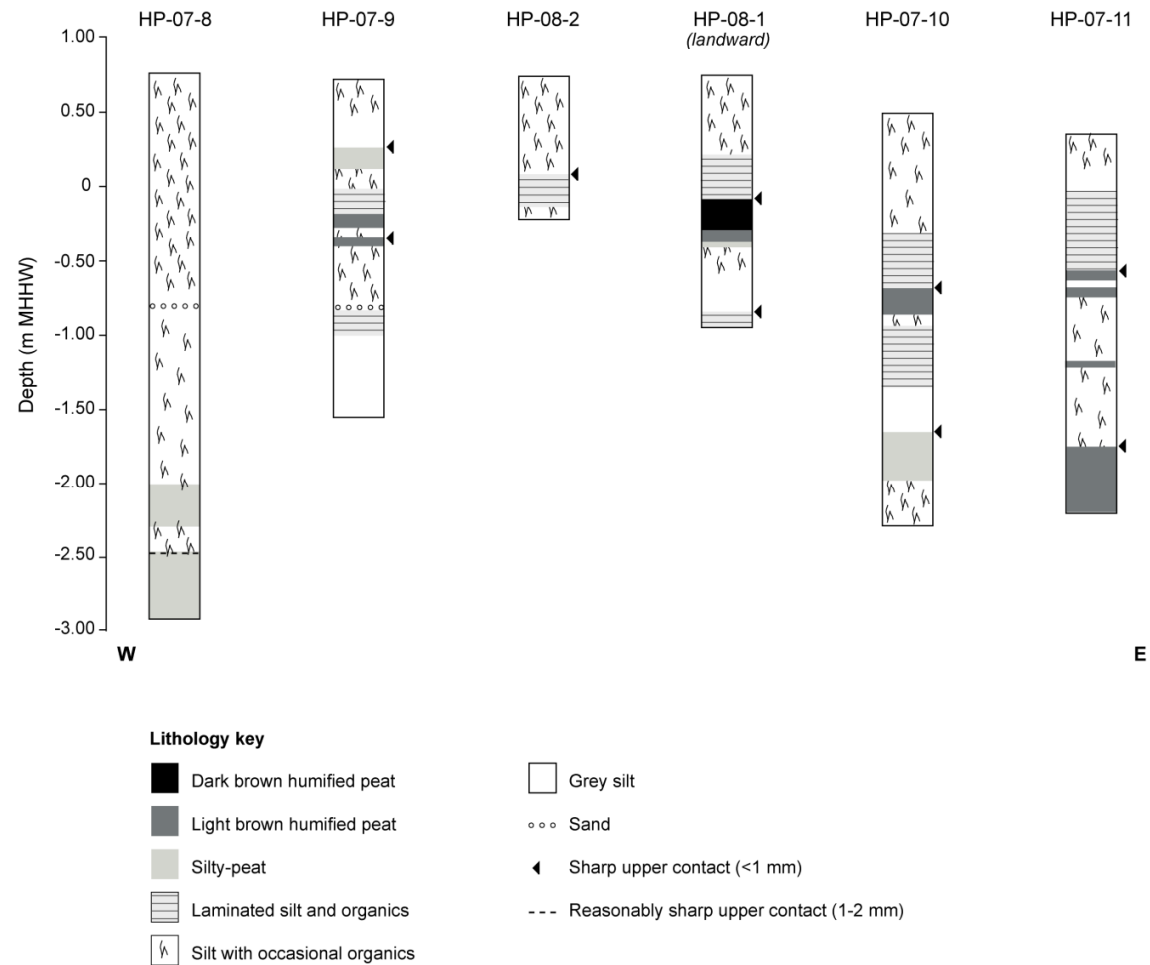 HP-07-8 HP-07-9 HP-08-2 HP-08-1 HP-07-10 HP-07-11
(landward)
1.00
0.50
0
-0.50
-1.00
-1.50
-2.00
-2.50
-3.00
Depth (m MHHW)
W E
Lithology key
Dark brown humified peat
Light brown humified peat
Silty-peat
Laminated silt and organics
Silt with occasional organics
Grey silt
Sand
Sharp upper contact (<1 mm)
Reasonably sharp upper contact (1-2 mm)